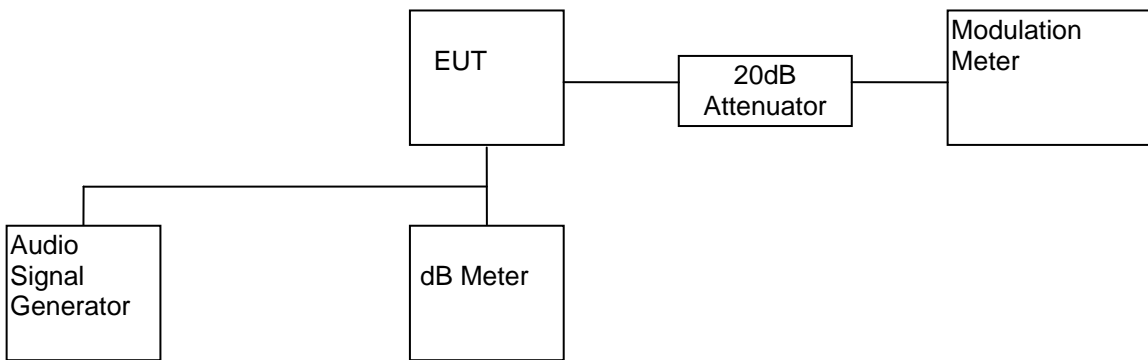 EUT
20dB
Attenuator
Modulation
Meter
Audio
Signal
Generator
dB Meter